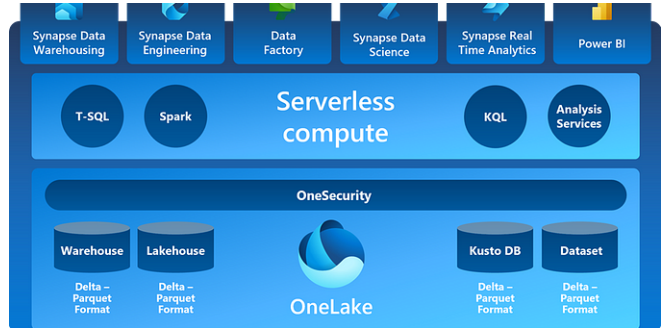 Synapse Data
Warehousing
Synapse Data
Engineering
Data
Factory
Synapse Data
Science
Synapse Real
Time Analytics
Power BI
T-SQL
Spark
Serverless
compute
KQL
Analysis
Services
OneSecurity
Warehouse
Lakehouse
Kusto DB
Dataset
Delta –
Parquet
Format
Delta –
Parquet
Format
OneLake
Delta –
Parquet
Format
Delta –
Parquet
Format